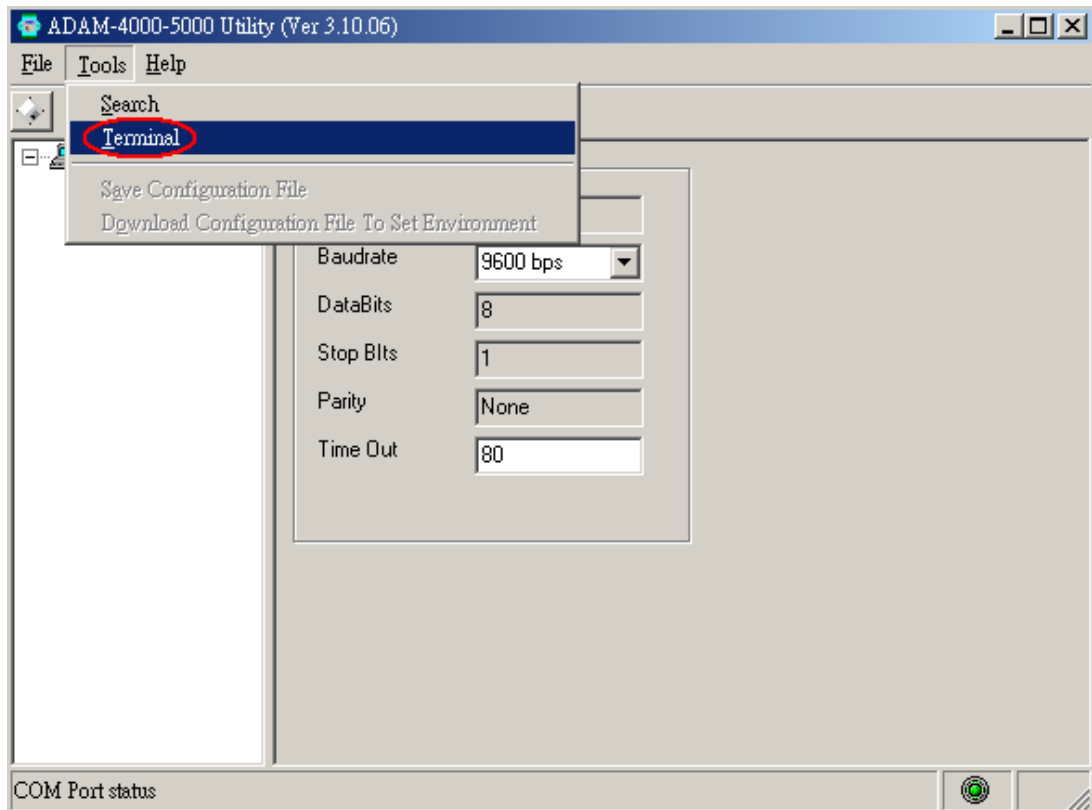 ADAM-4000-5000 Utility (Ver 3.10.06)
File Tools Help
Search
Terminal
Save Configuration File
Download Configuration File To Set Environment
Baudrate 9600 bps
DataBits 8
Stop BIts 1
Parity None
Time Out 80
COM Port status